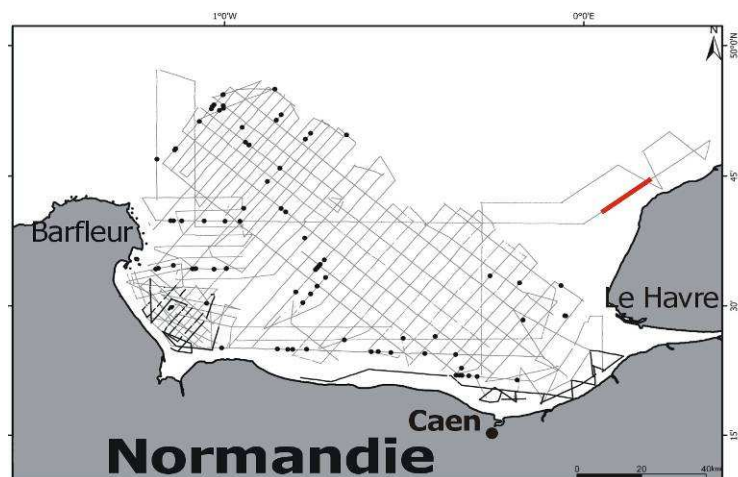 1°0'W 0°0'E
N
50°0'N
45'
Barfleur
Le Havre
30'
Caen
15'
Normandie
0 20 40km